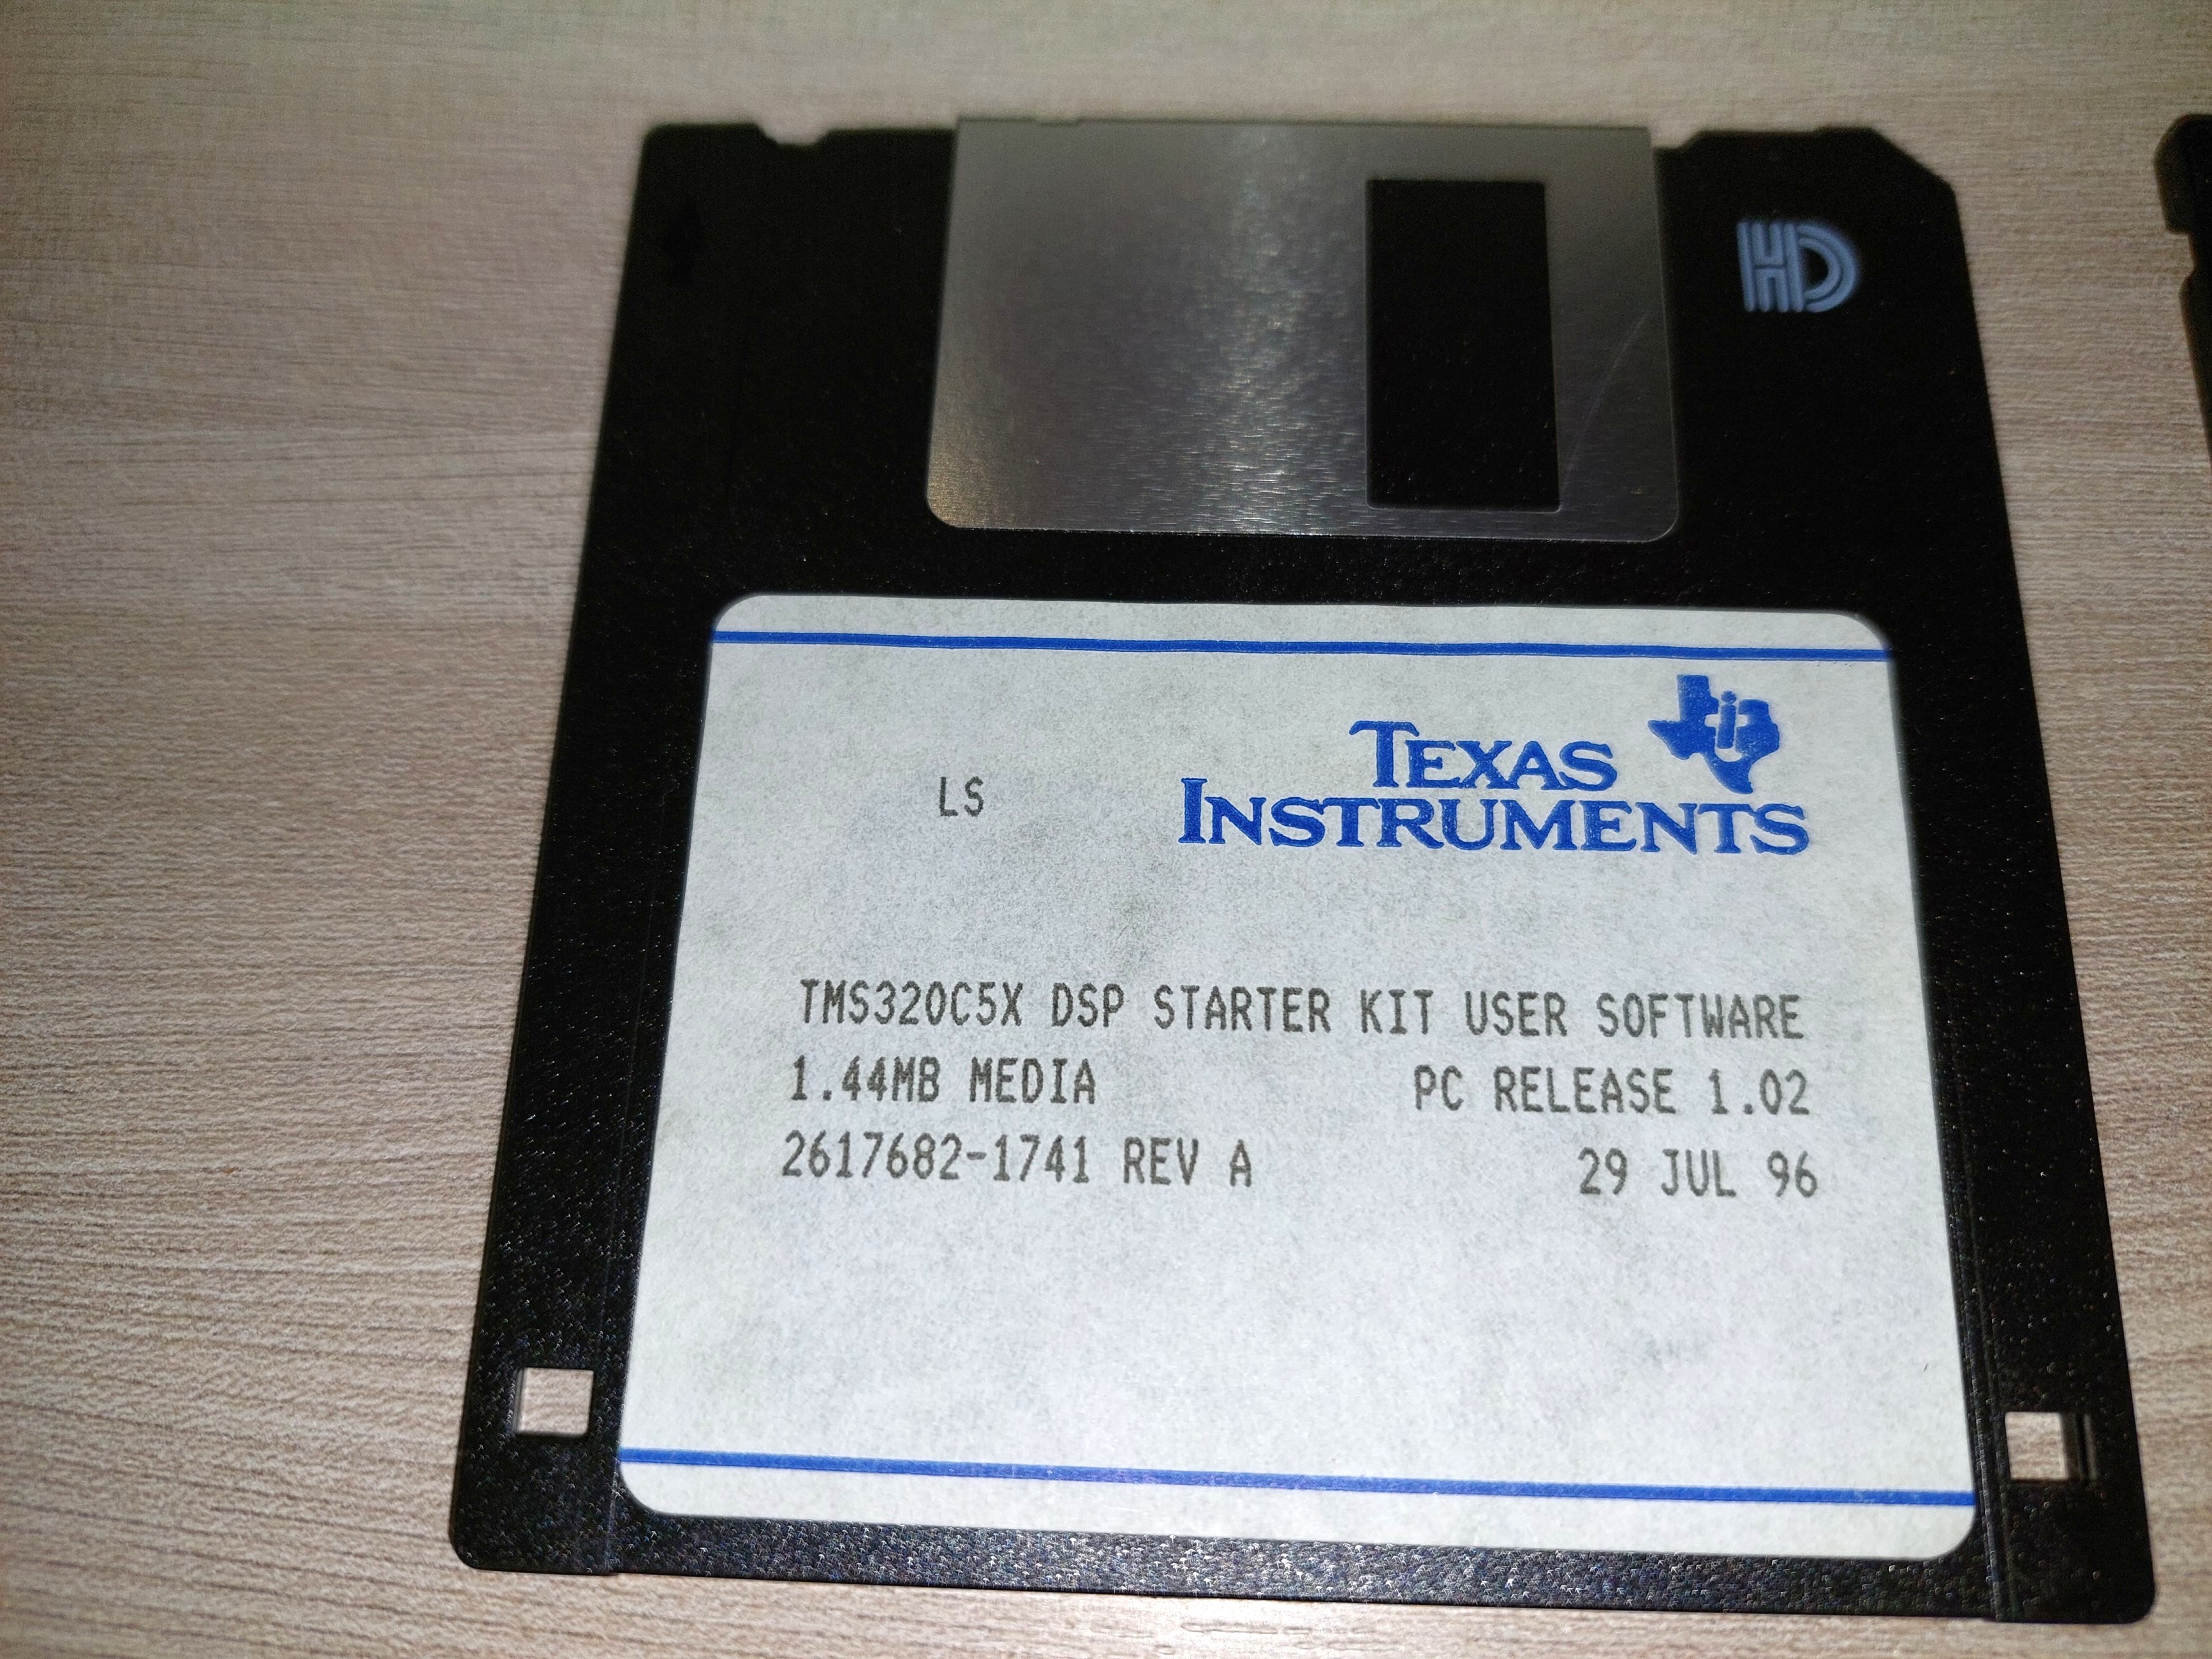 HD
TEXAS
INSTRUMENTS
LS
TMS320C5X DSP STARTER KIT USER SOFTWARE
1.44MB MEDIA PC RELEASE 1.02
2617682-1741 REV A 29 JUL 96